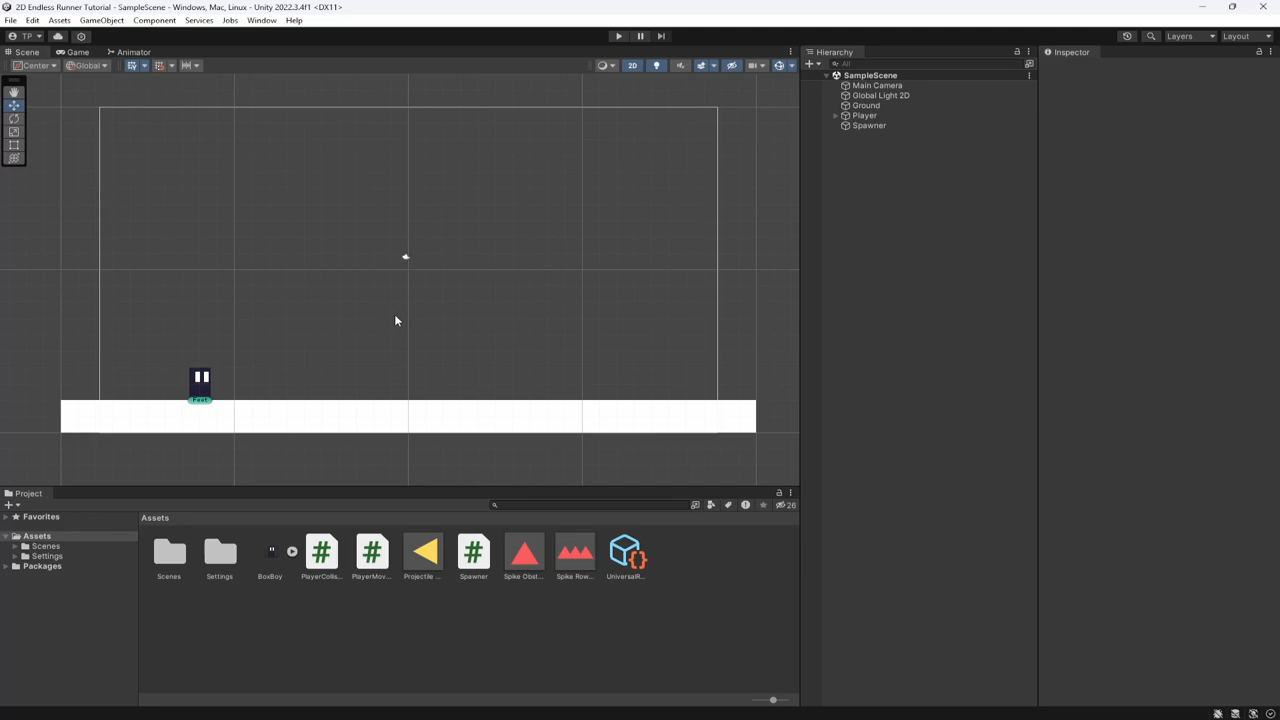 2D Endless Runner Tutorial - SampleScene - Windows, Mac, Linux - Unity 2022.3.4f1 <DX11>
File Edit Assets GameObject Component Services Jobs Window Help
TP Layers Layout
Scene Game Animator
Center Global 2D
Feet
Hierarchy
All
SampleScene
Main Camera
Global Light 2D
Ground
Player
Spawner
Inspector
Project
26
Favorites
Assets
Scenes
Settings
Packages
Assets
Scenes Settings BoxBoy PlayerCollis... PlayerMov... Projectile ... Spawner Spike Obst... Spike Row... UniversalR...